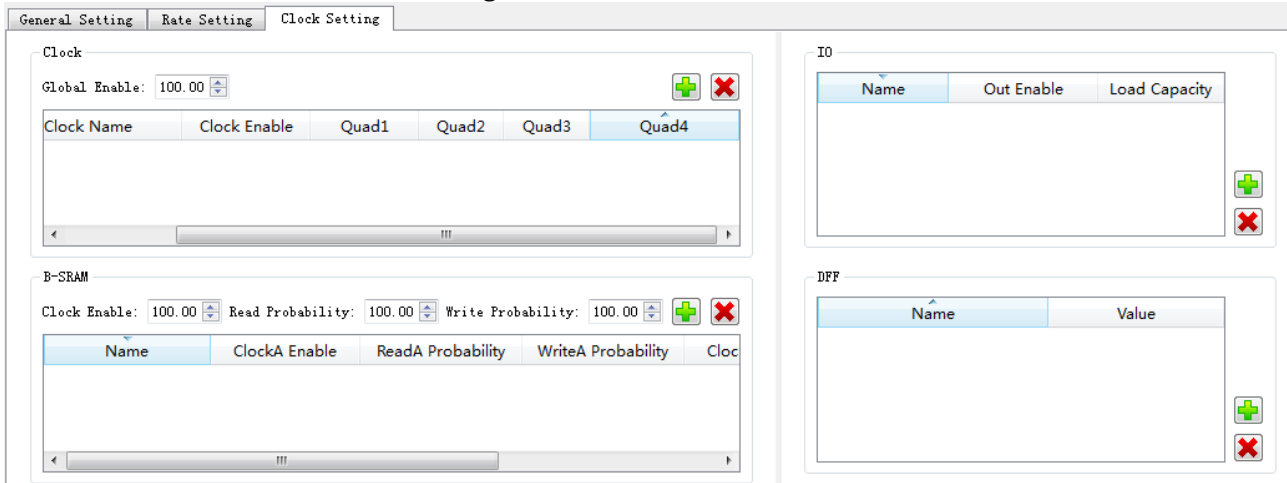 General Setting Rate Setting Clock Setting
Clock
Global Enable: 100.00
Clock Name Clock Enable Quad1 Quad2 Quad3 Quad4
B-SRAM
Clock Enable: 100.00 Read Probability: 100.00 Write Probability: 100.00
Name ClockA Enable ReadA Probability WriteA Probability Cloc
IO
Name Out Enable Load Capacity
DFF
Name Value